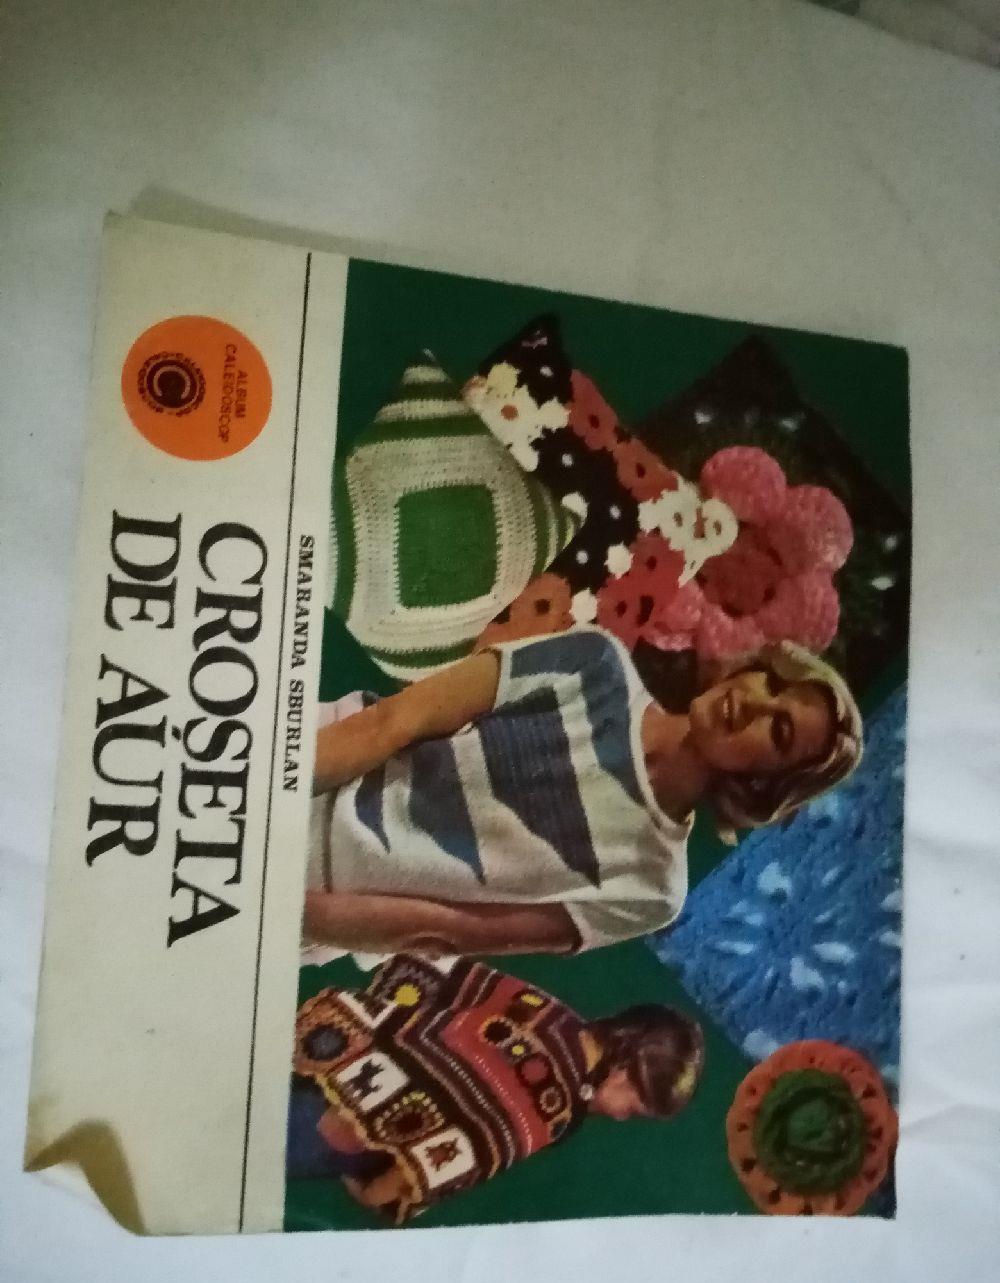 SMARANDA SBURLAN
CROȘETA
DE AUR
ALBUM
CALEIDOSCOP